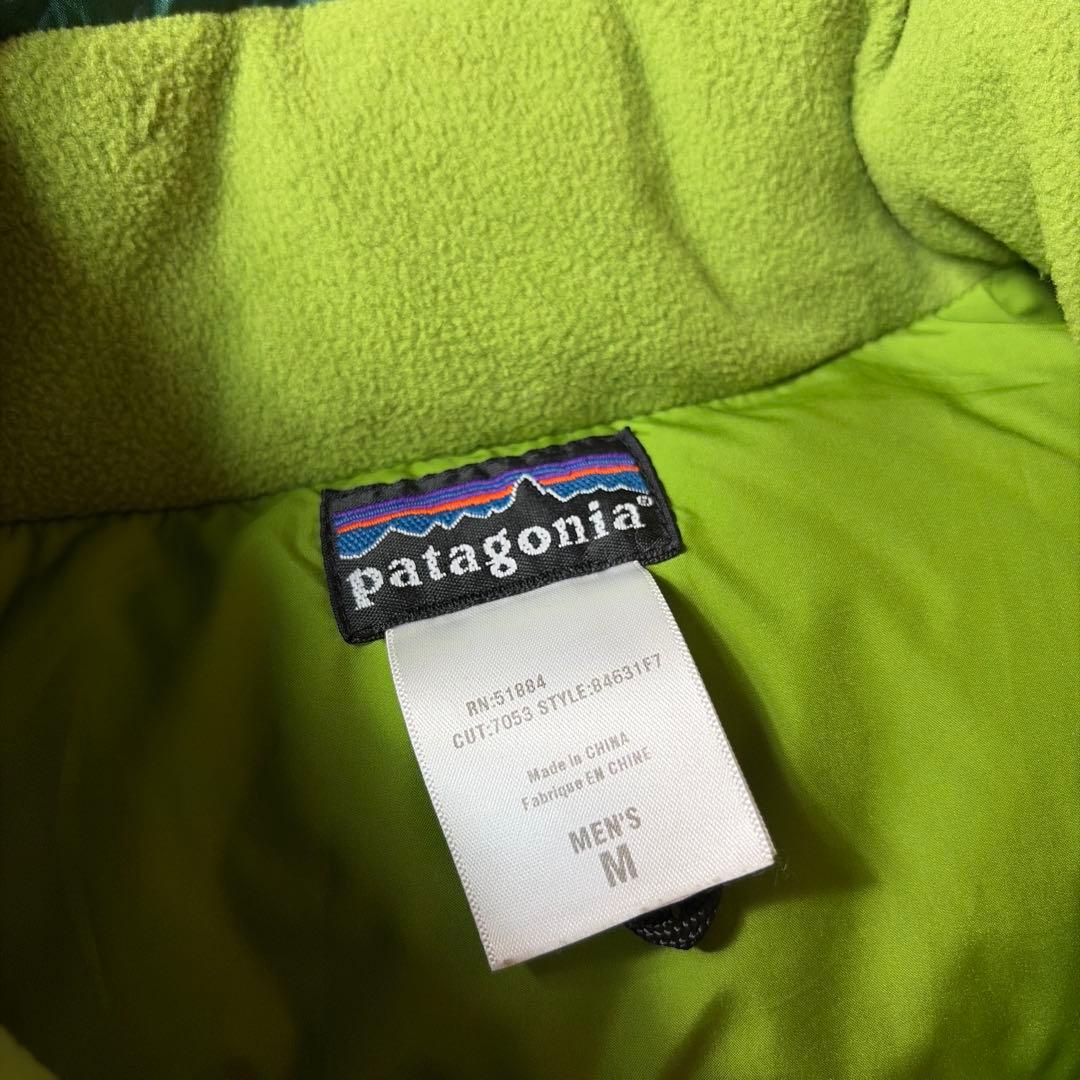 patagonia®
RN:51884
CUT:7053 STYLE:84631F7
Made in CHINA
Fabrique EN CHINE
MEN'S
M